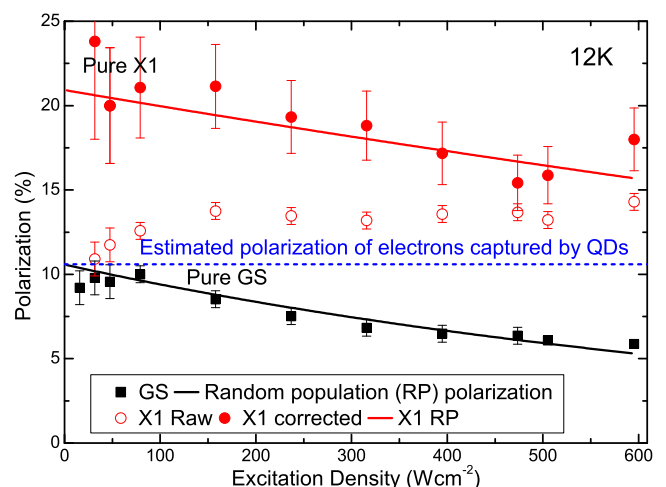 25
20
15
10
5
0
Polarization (%)
12K
Pure X1
Estimated polarization of electrons captured by QDs
Pure GS
GS Random population (RP) polarization
X1 Raw X1 corrected X1 RP
0 100 200 300 400 500 600
Excitation Density (Wcm⁻²)